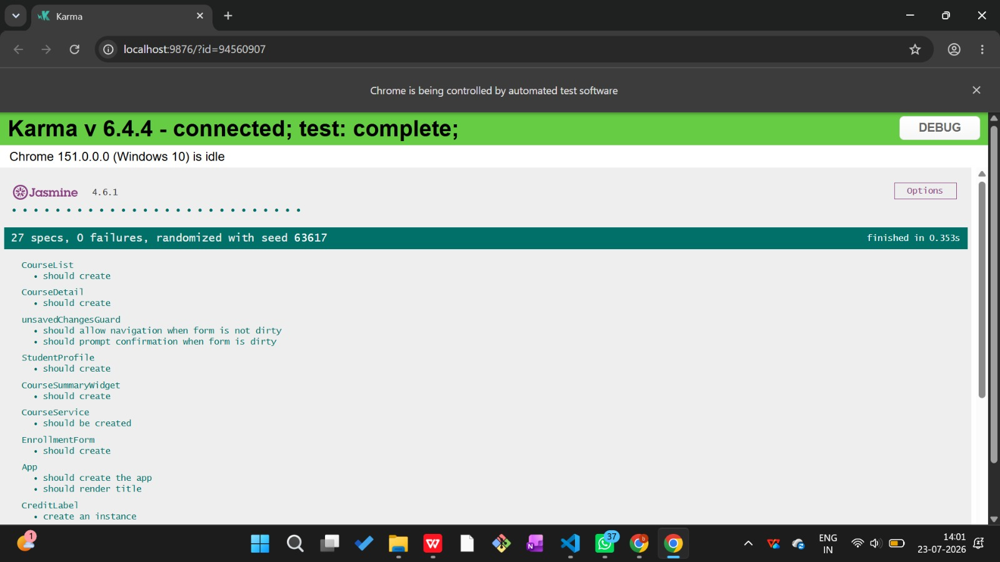 Karma
localhost:9876/?id=94560907
Chrome is being controlled by automated test software
Karma v 6.4.4 - connected; test: complete;
DEBUG
Chrome 151.0.0.0 (Windows 10) is idle
Jasmine 4.6.1
Options
27 specs, 0 failures, randomized with seed 63617
finished in 0.353s
CourseList
• should create
CourseDetail
• should create
unsavedChangesGuard
• should allow navigation when form is not dirty
• should prompt confirmation when form is dirty
StudentProfile
• should create
CourseSummaryWidget
• should create
CourseService
• should be created
EnrollmentForm
• should create
App
• should create the app
• should render title
CreditLabel
• create an instance
1
W
N
37
b
ENG
IN
14:01
23-07-2026